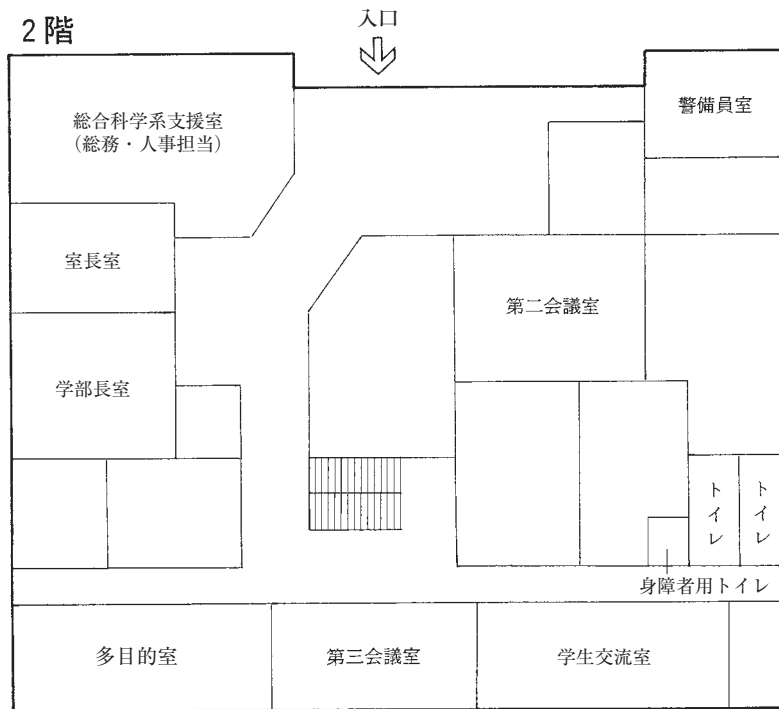 2階
入口
総合科学系支援室
(総務・人事担当)
警備員室
室長室
第二会議室
学部長室
トイレ
トイレ
身障者用トイレ
多目的室
第三会議室
学生交流室